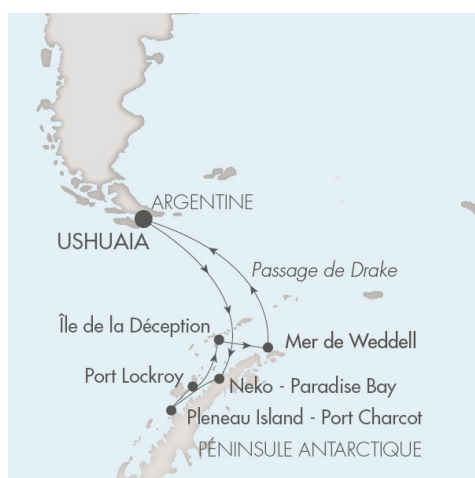 ARGENTINE
USHUAIA
Passage de Drake
Île de la Déception
Mer de Weddell
Port Lockroy
Neko - Paradise Bay
Pleneau Island - Port Charcot
PÉNINSULE ANTARCTIQUE